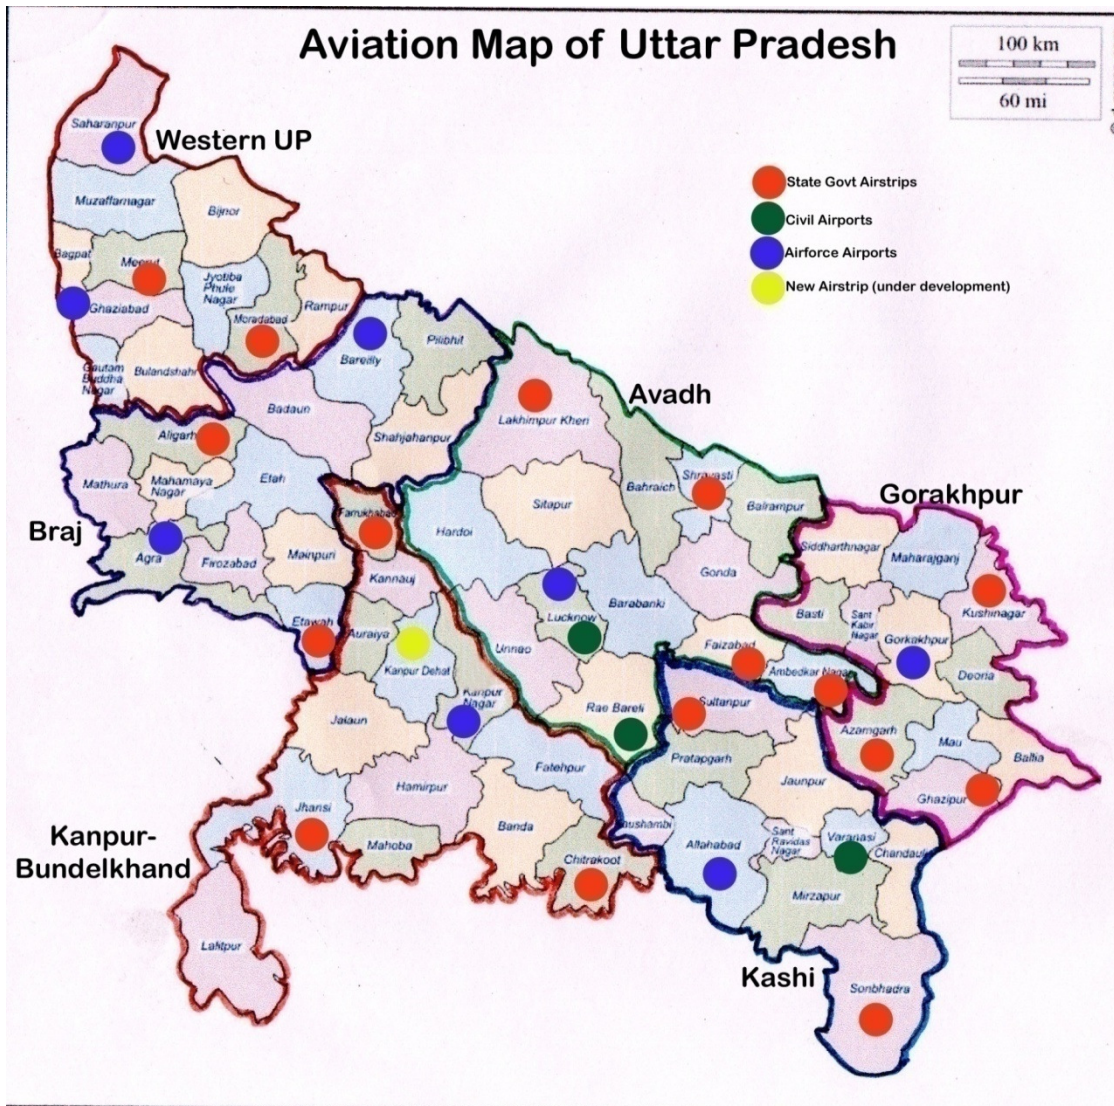 Aviation Map of Uttar Pradesh
100 km
60 mi
State Govt Airstrips
Civil Airports
Airforce Airports
New Airstrip (under development)
Western UP
Saharanpur
Muzaffarnagar
Bijnor
Bagpat
Meerut
Ghaziabad
Jyotiba
Phule
Nagar
Moradabad
Rampur
Gautam
Buddha
Nagar
Bulandshahr
Bareilly
Pilibhit
Badaun
Shahjahanpur
Braj
Aligarh
Mathura
Mahamaya
Nagar
Etah
Agra
Firozabad
Mainpuri
Etawah
Avadh
Lakhimpur Kheri
Sitapur
Hardoi
Bahraich
Shravasti
Balrampur
Gonda
Barabanki
Lucknow
Unnao
Rae Bareli
Faizabad
Ambedkar Nagar
Gorakhpur
Siddharthnagar
Maharajganj
Basti
Sant
Kabir
Nagar
Gorkakhpur
Kushinagar
Deoria
Azamgarh
Mau
Ballia
Ghazipur
Kanpur-
Bundelkhand
Farrukhabad
Kannauj
Auraiya
Kanpur Dehat
Kanpur
Nagar
Jalaun
Hamirpur
Fatehpur
Jhansi
Mahoba
Banda
Chitrakoot
Lalitpur
Kashi
Sultanpur
Pratapgarh
Jaunpur
aushambi
Allahabad
Sant
Ravidas
Nagar
Varanasi
Chandauli
Mirzapur
Sonbhadra